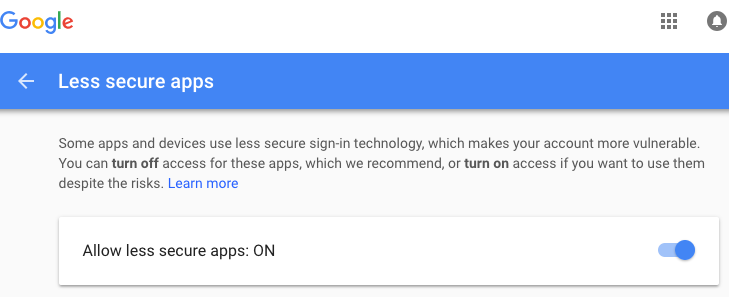 Google
Less secure apps
Some apps and devices use less secure sign-in technology, which makes your account more vulnerable.
You can turn off access for these apps, which we recommend, or turn on access if you want to use them
despite the risks. Learn more
Allow less secure apps: ON